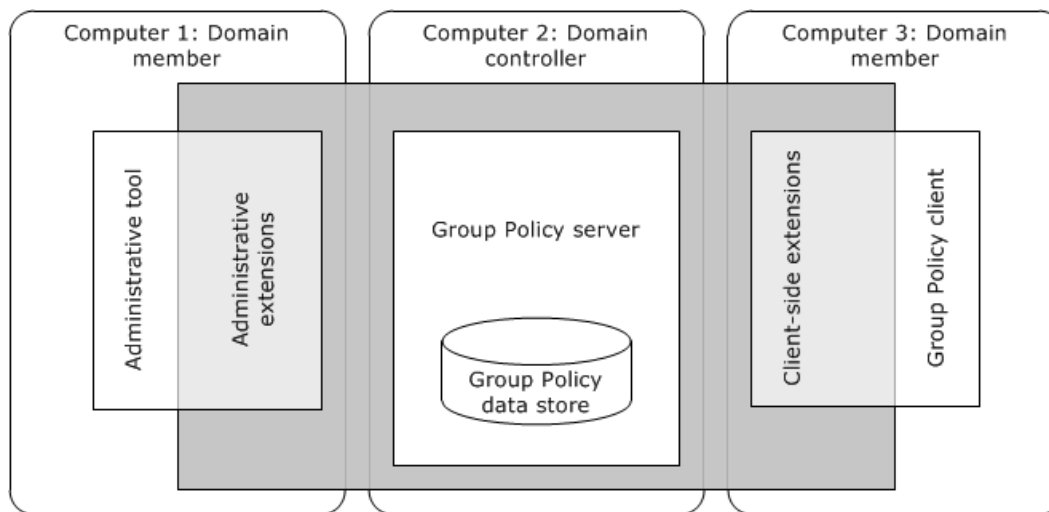 Computer 1: Domain
member
Computer 2: Domain
controller
Computer 3: Domain
member
Administrative tool
Administrative
extensions
Group Policy server
Group Policy
data store
Client-side extensions
Group Policy client